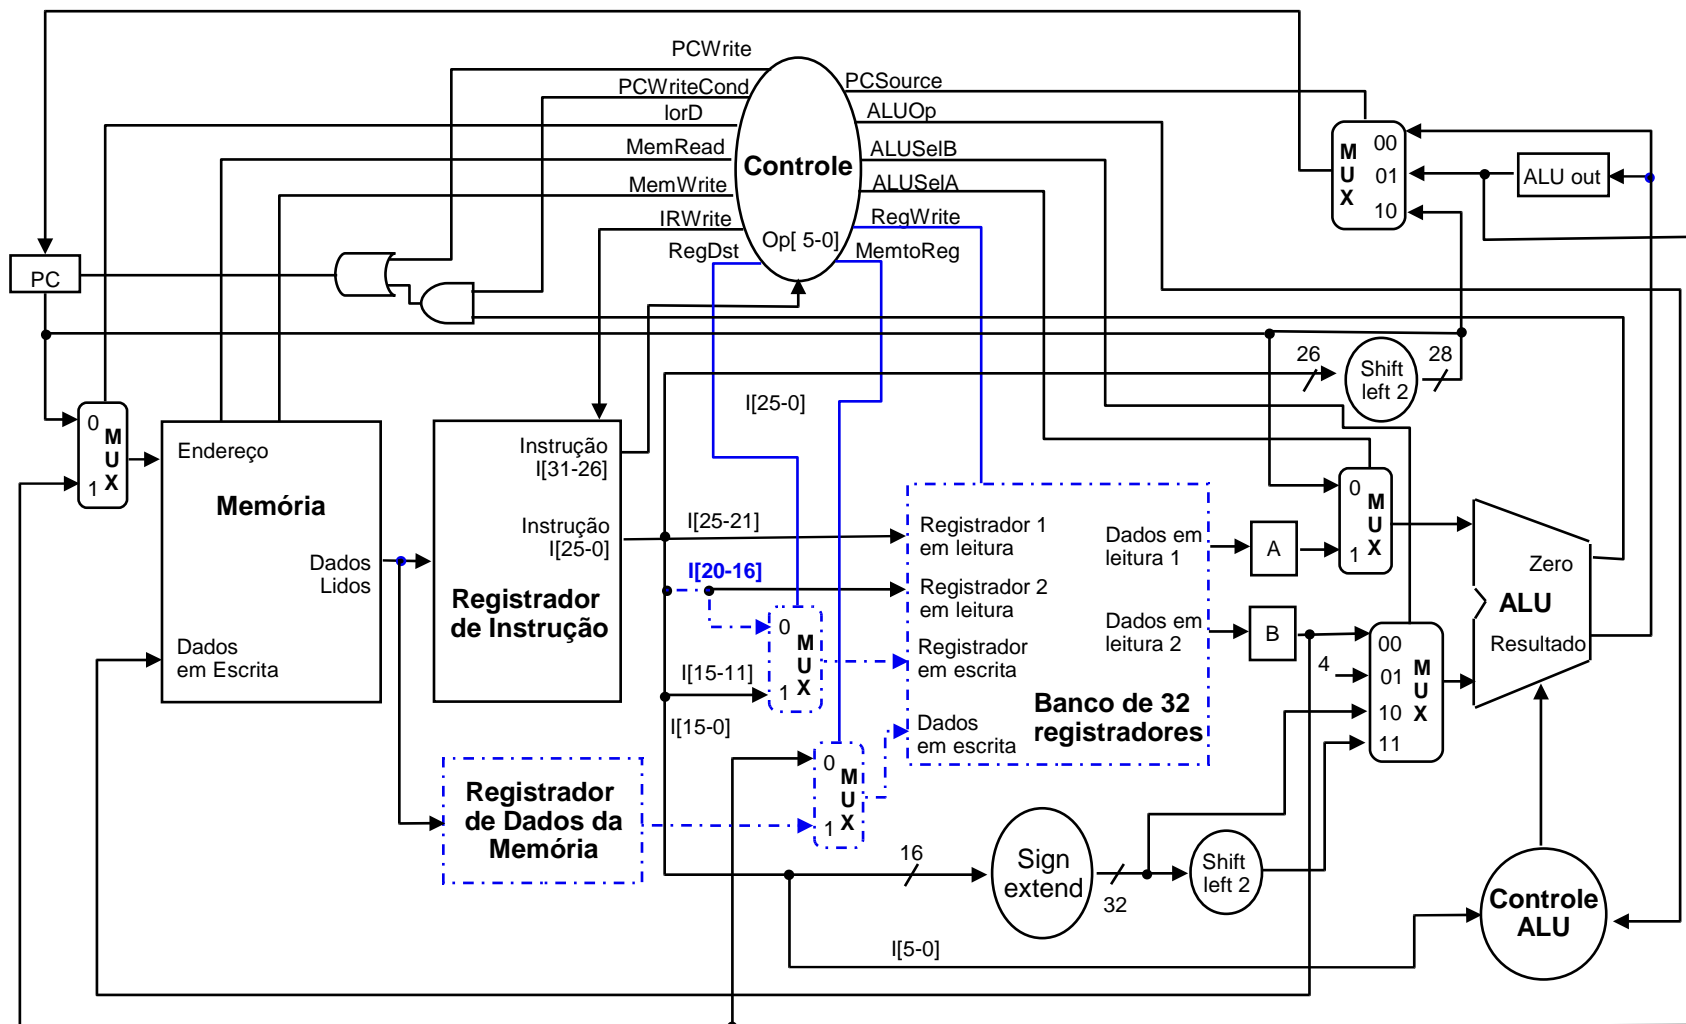 PCWrite
PCWriteCond
IorD
MemRead
MemWrite
IRWrite
RegDst
Controle
Op[ 5-0]
PCSource
ALUOp
ALUSelB
ALUSelA
RegWrite
MemtoReg
M
U
X
00
01
10
ALU out
PC
26
Shift
left 2
28
I[25-0]
0
1
M
U
X
Endereço
Memória
Dados
Lidos
Dados
em Escrita
Instrução
I[31-26]
Instrução
I[25-0]
Registrador
de Instrução
I[25-21]
I[20-16]
I[15-11]
I[15-0]
0
1
M
U
X
Registrador 1
em leitura
Registrador 2
em leitura
Registrador
em escrita
Dados
em escrita
Dados em
leitura 1
Dados em
leitura 2
Banco de 32
registradores
A
B
0
1
M
U
X
4
00
01
10
11
M
U
X
Zero
ALU
Resultado
Registrador
de Dados da
Memória
0
1
M
U
X
16
Sign
extend
32
Shift
left 2
Controle
ALU
I[5-0]